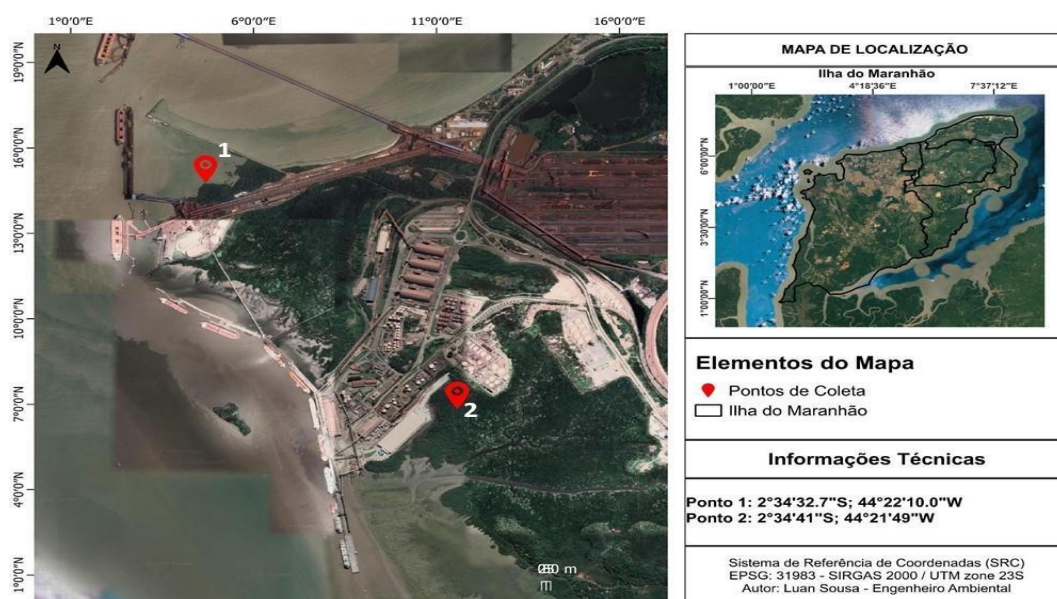 1°0'0"E 6°0'0"E 11°0'0"E 16°0'0"E
N
19°0'0"N
16°0'0"N
13°0'0"N
10°0'0"N
7°0'0"N
4°0'0"N
1°0'0"N
1
2
MAPA DE LOCALIZAÇÃO
Ilha do Maranhão
1°00'00"E 4°18'36"E 7°37'12"E
6°00'0"N
3°30'0"N
1°00'0"N
Elementos do Mapa
Pontos de Coleta
Ilha do Maranhão
Informações Técnicas
Ponto 1: 2°34'32.7"S; 44°22'10.0"W
Ponto 2: 2°34'41"S; 44°21'49"W
Sistema de Referência de Coordenadas (SRC)
EPSG: 31983 - SIRGAS 2000 / UTM zone 23S
Autor: Luan Sousa - Engenheiro Ambiental